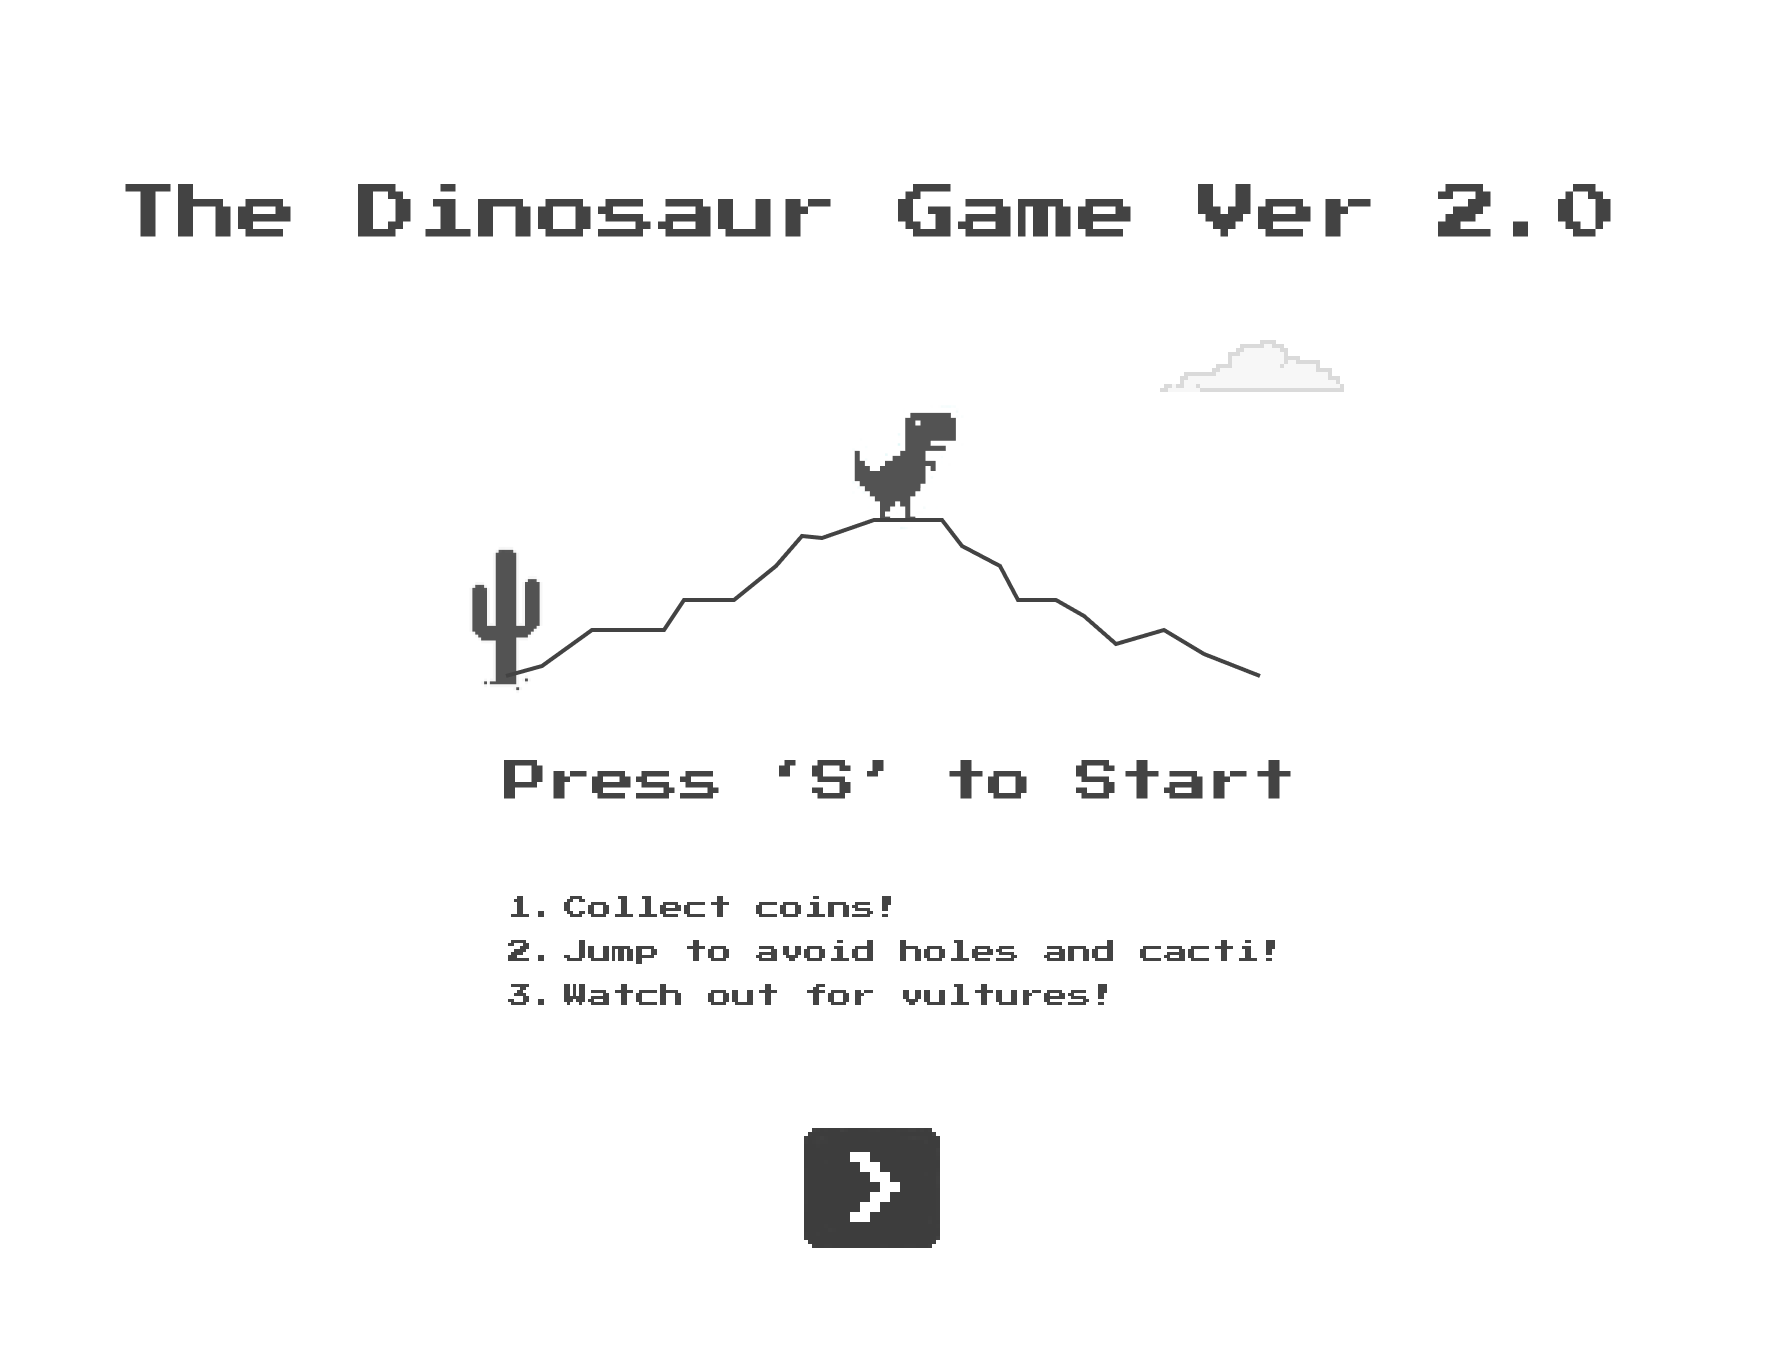 The Dinosaur Game Ver 2.0
Press ‘S’ to Start
1. Collect coins!
2. Jump to avoid holes and cacti!
3. Watch out for vultures!